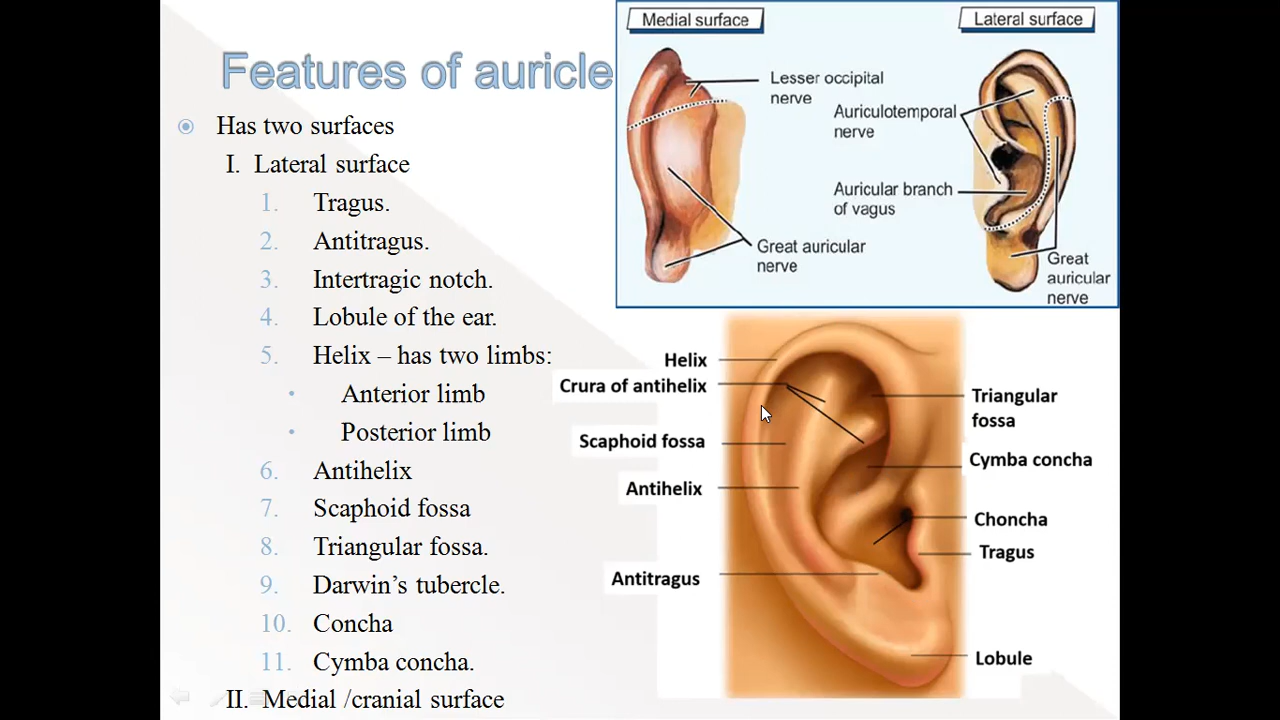 Features of auricle
Has two surfaces
I. Lateral surface
1. Tragus.
2. Antitragus.
3. Intertragic notch.
4. Lobule of the ear.
5. Helix – has two limbs:
• Anterior limb
• Posterior limb
6. Antihelix
7. Scaphoid fossa
8. Triangular fossa.
9. Darwin's tubercle.
10. Concha
11. Cymba concha.
II. Medial /cranial surface
Medial surface
Lateral surface
Lesser occipital
nerve
Auriculotemporal
nerve
Auricular branch
of vagus
Great auricular
nerve
Great
auricular
nerve
Helix
Crura of antihelix
Scaphoid fossa
Antihelix
Antitragus
Triangular
fossa
Cymba concha
Choncha
Tragus
Lobule